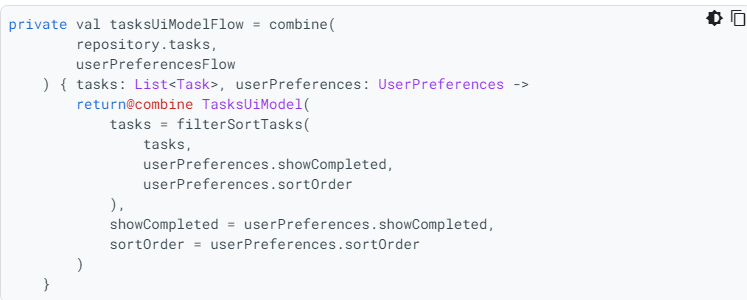 private val tasksUiModelFlow = combine(
        repository.tasks,
        userPreferencesFlow
    ) { tasks: List<Task>, userPreferences: UserPreferences ->
        return@combine TasksUiModel(
            tasks = filterSortTasks(
                tasks,
                userPreferences.showCompleted,
                userPreferences.sortOrder
            ),
            showCompleted = userPreferences.showCompleted,
            sortOrder = userPreferences.sortOrder
        )
    }